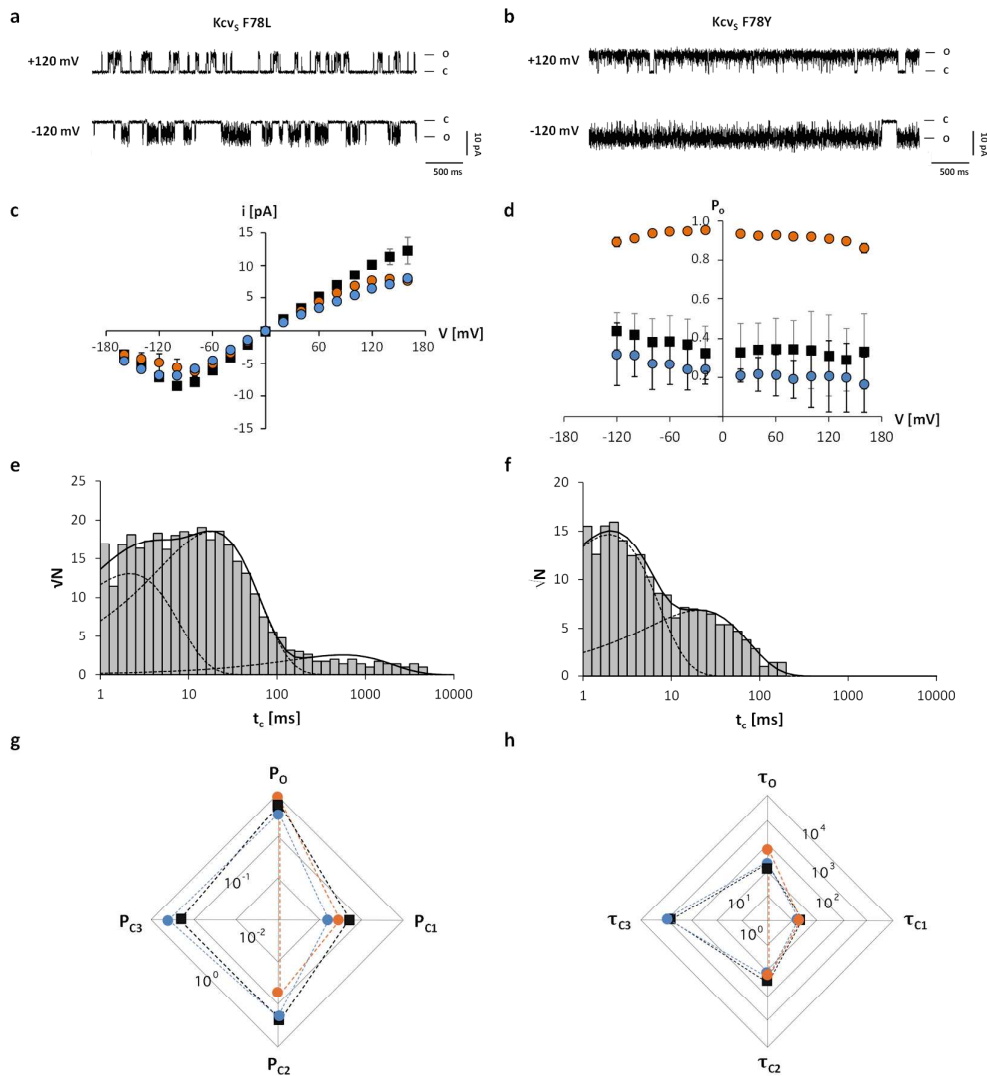 a
Kcvs F78L
+120 mV
o
c
-120 mV
c
o
10 pA
500 ms
b
Kcvs F78Y
+120 mV
o
c
-120 mV
c
o
10 pA
500 ms
c
i [pA]
15
10
5
-180 -120 -60 60 120 180
V [mV]
-5
-10
-15
d
Po
1.0
0.8
0.6
0.4
0.2
-180 -120 -60 0 60 120 180
V [mV]
e
√N
25
20
15
10
5
0
1 10 100 1000 10000
tc [ms]
f
√N
20
15
10
5
0
1 10 100 1000 10000
tc [ms]
g
PO
10-1
PC3
PC1
10-2
100
PC2
h
τO
104
103
101 102
τC3
τC1
100
τC2